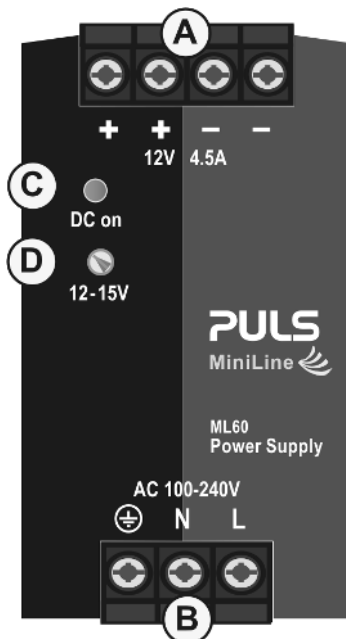 A
+ + − −
12V 4.5A
C
DC on
D
12-15V
PULS
MiniLine
ML60
Power Supply
AC 100-240V
N L
B